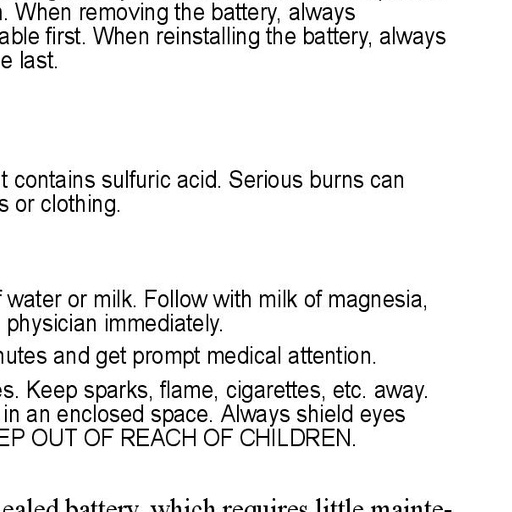 . When removing the battery, always
able first. When reinstalling the battery, always
e last.
t contains sulfuric acid. Serious burns can
s or clothing.
f water or milk. Follow with milk of magnesia,
physician immediately.
nutes and get prompt medical attention.
es. Keep sparks, flame, cigarettes, etc. away.
in an enclosed space. Always shield eyes
EP OUT OF REACH OF CHILDREN.
ealed battery, which requires little mainte-